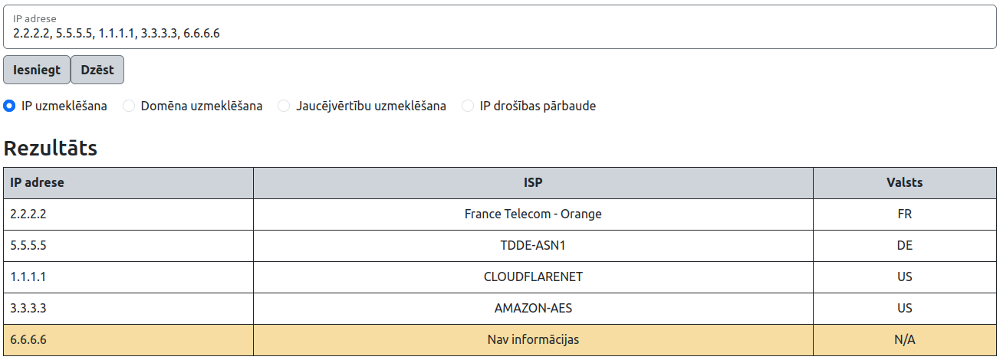 IP adrese
2.2.2.2, 5.5.5.5, 1.1.1.1, 3.3.3.3, 6.6.6.6
Iesniegt Dzēst
IP uzmeklēšana Domēna uzmeklēšana Jaucējvērtību uzmeklēšana IP drošības pārbaude
Rezultāts
IP adrese ISP Valsts
2.2.2.2 France Telecom - Orange FR
5.5.5.5 TDDE-ASN1 DE
1.1.1.1 CLOUDFLARENET US
3.3.3.3 AMAZON-AES US
6.6.6.6 Nav informācijas N/A